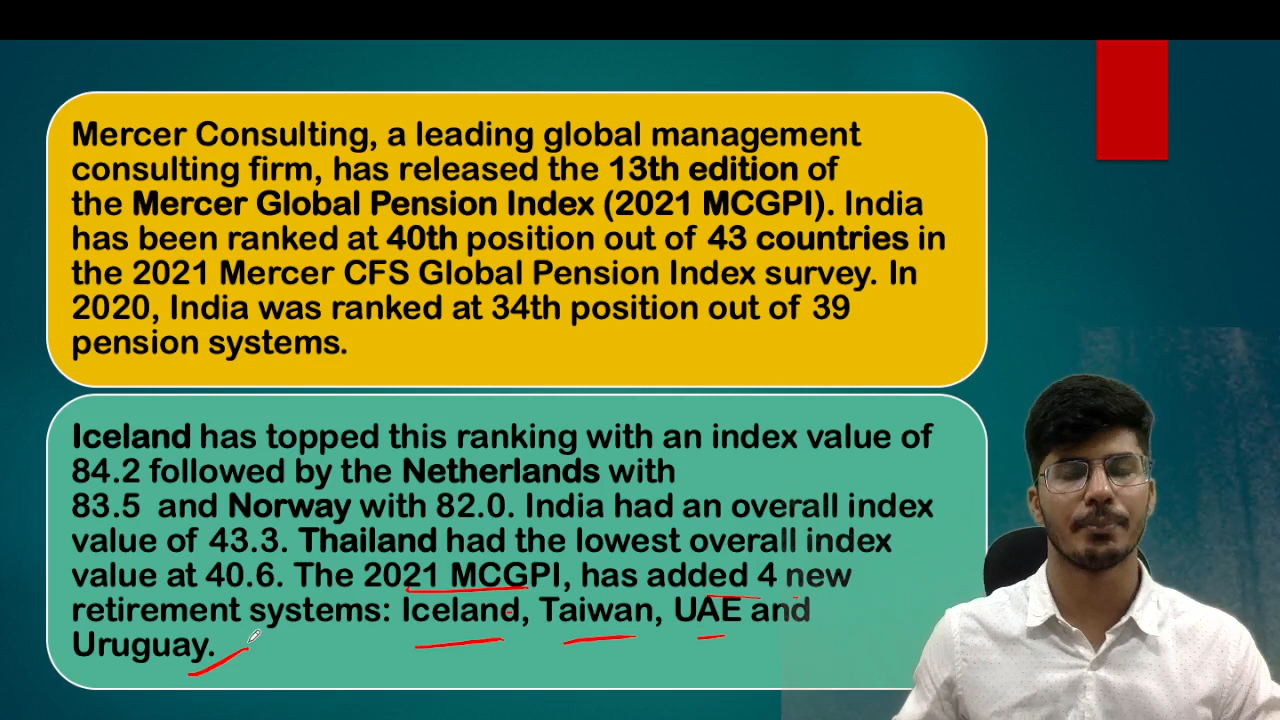 Mercer Consulting, a leading global management
consulting firm, has released the 13th edition of
the Mercer Global Pension Index (2021 MCGPI). India
has been ranked at 40th position out of 43 countries in
the 2021 Mercer CFS Global Pension Index survey. In
2020, India was ranked at 34th position out of 39
pension systems.
Iceland has topped this ranking with an index value of
84.2 followed by the Netherlands with
83.5 and Norway with 82.0. India had an overall index
value of 43.3. Thailand had the lowest overall index
value at 40.6. The 2021 MCGPI, has added 4 new
retirement systems: Iceland, Taiwan, UAE and
Uruguay.